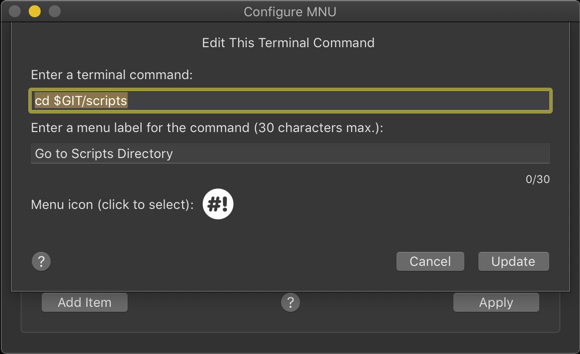 Configure MNU
Edit This Terminal Command
Enter a terminal command:
cd $GIT/scripts
Enter a menu label for the command (30 characters max.):
Go to Scripts Directory
0/30
Menu icon (click to select): #!
? Cancel Update
Add Item ? Apply